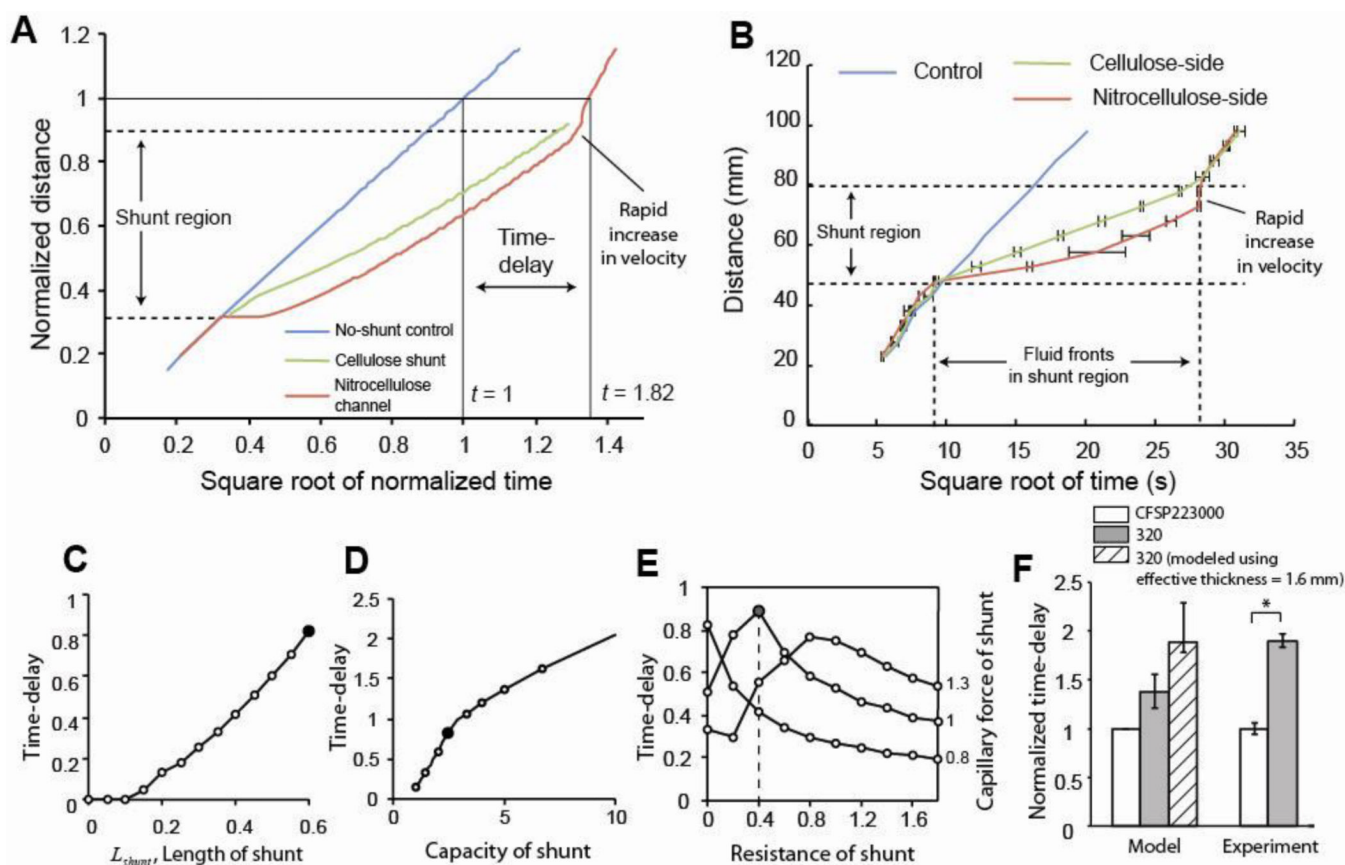 A
1.2
1
0.8
0.6
0.4
0.2
0
Normalized distance
Shunt region
Time-
delay
Rapid
increase
in velocity
No-shunt control
Cellulose shunt
Nitrocellulose
channel
t = 1
t = 1.82
0 0.2 0.4 0.6 0.8 1 1.2 1.4
Square root of normalized time
B
Control
Cellulose-side
Nitrocellulose-side
120
100
80
60
40
20
0
Distance (mm)
Shunt region
Rapid
increase
in velocity
Fluid fronts
in shunt region
0 5 10 15 20 25 30 35
Square root of time (s)
C
1
0.8
0.6
0.4
0.2
0
Time-delay
0 0.2 0.4 0.6
Lshunt, Length of shunt
D
2.5
2
1.5
1
0.5
0
Time-delay
0 5 10
Capacity of shunt
E
1
0.8
0.6
0.4
0.2
0
Time-delay
1.3
1
0.8
Capillary force of shunt
0 0.4 0.8 1.2 1.6
Resistance of shunt
CFSP223000
320
320 (modeled using
effective thickness = 1.6 mm)
F
2.5
2
1.5
1
0.5
0
Normalized time-delay
*
Model Experiment